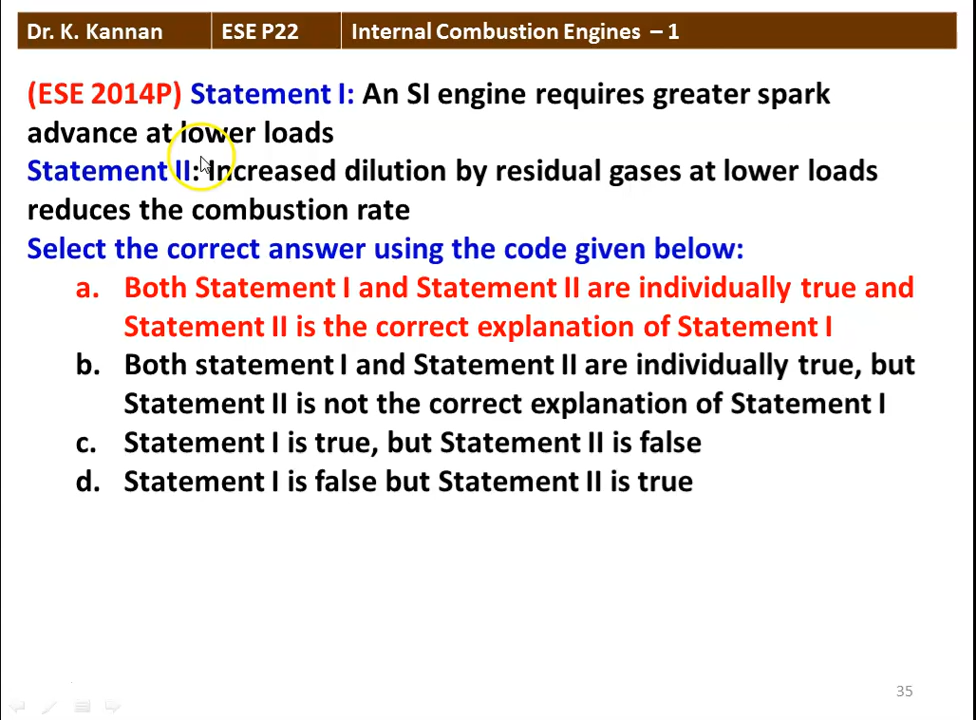 Dr. K. Kannan ESE P22 Internal Combustion Engines – 1
(ESE 2014P) Statement I: An SI engine requires greater spark
advance at lower loads
Statement II: Increased dilution by residual gases at lower loads
reduces the combustion rate
Select the correct answer using the code given below:
a. Both Statement I and Statement II are individually true and
Statement II is the correct explanation of Statement I
b. Both statement I and Statement II are individually true, but
Statement II is not the correct explanation of Statement I
c. Statement I is true, but Statement II is false
d. Statement I is false but Statement II is true
35